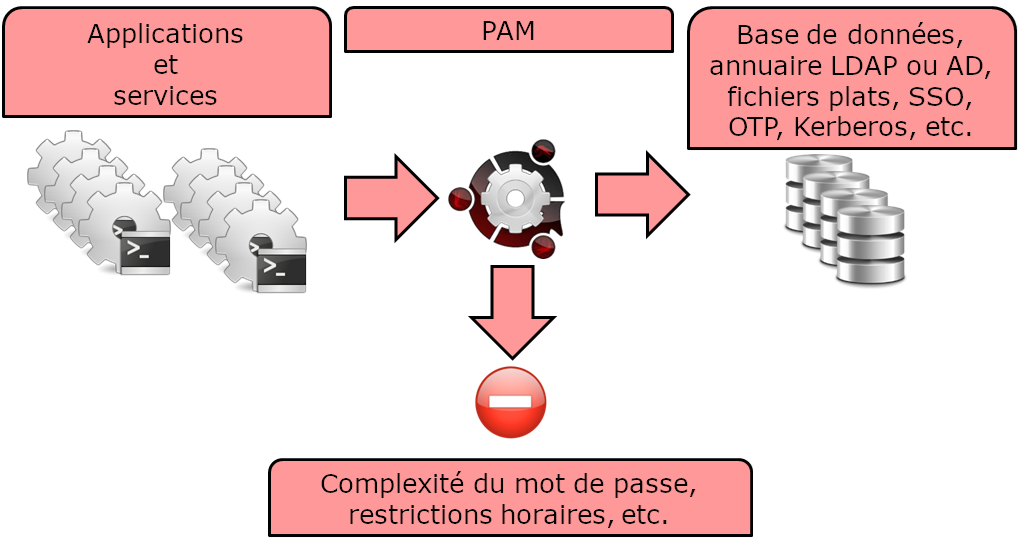 Applications
et
services
PAM
Base de données,
annuaire LDAP ou AD,
fichiers plats, SSO,
OTP, Kerberos, etc.
>_
>_
Complexité du mot de passe,
restrictions horaires, etc.